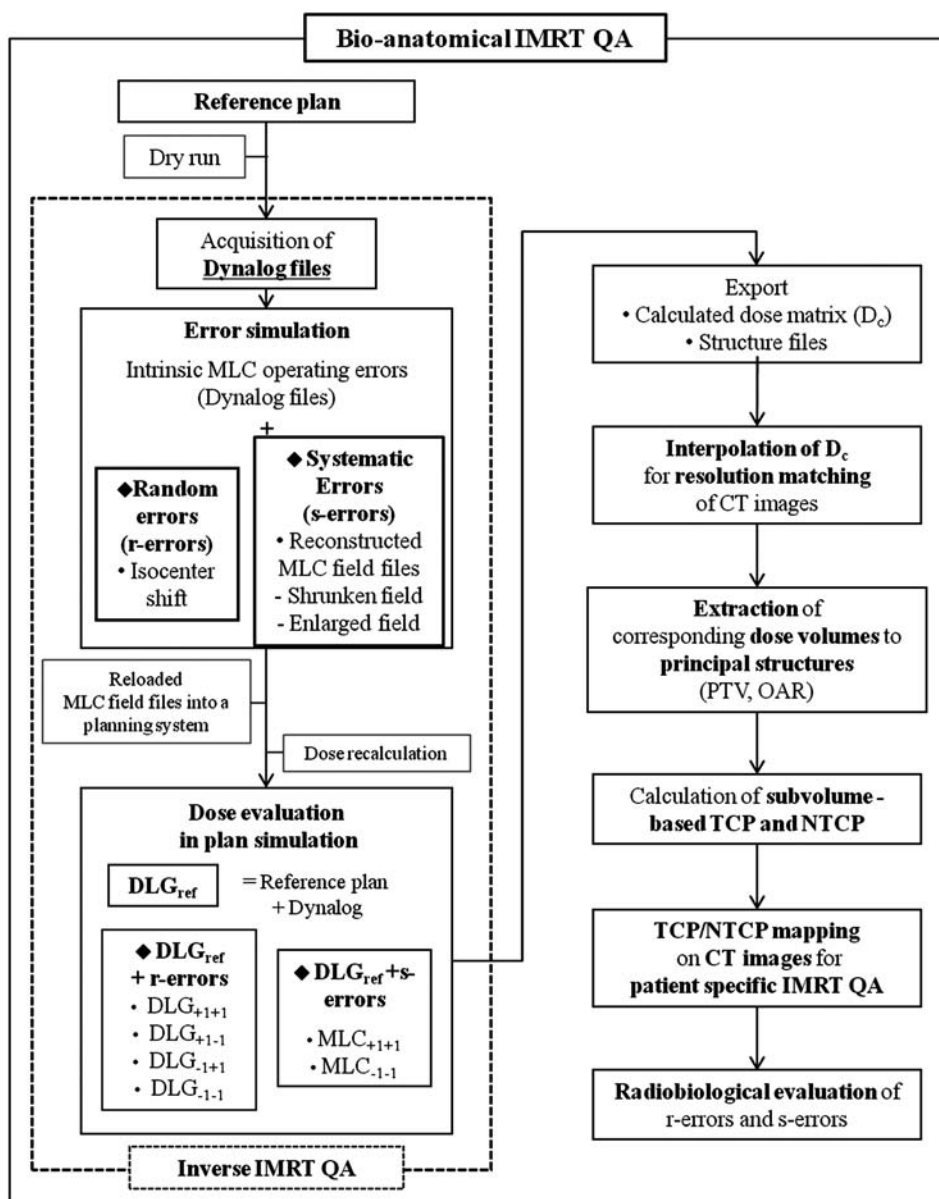 Bio-anatomical IMRT QA
Reference plan
Dry run
Acquisition of
Dynalog files
Error simulation
Intrinsic MLC operating errors
(Dynalog files)
+
◆Random
errors
(r-errors)
• Isocenter
shift
◆ Systematic
Errors
(s-errors)
• Reconstructed
MLC field files
- Shrunken field
- Enlarged field
Reloaded
MLC field files into a
planning system
Dose recalculation
Dose evaluation
in plan simulation
DLGref
= Reference plan
+ Dynalog
◆ DLGref
+ r-errors
• DLG+1+1
• DLG+1-1
• DLG-1+1
• DLG-1-1
◆ DLGref+s-
errors
• MLC+1+1
• MLC-1-1
Inverse IMRT QA
Export
• Calculated dose matrix (Dc)
• Structure files
Interpolation of Dc
for resolution matching
of CT images
Extraction of
corresponding dose volumes to
principal structures
(PTV, OAR)
Calculation of subvolume-
based TCP and NTCP
TCP/NTCP mapping
on CT images for
patient specific IMRT QA
Radiobiological evaluation of
r-errors and s-errors